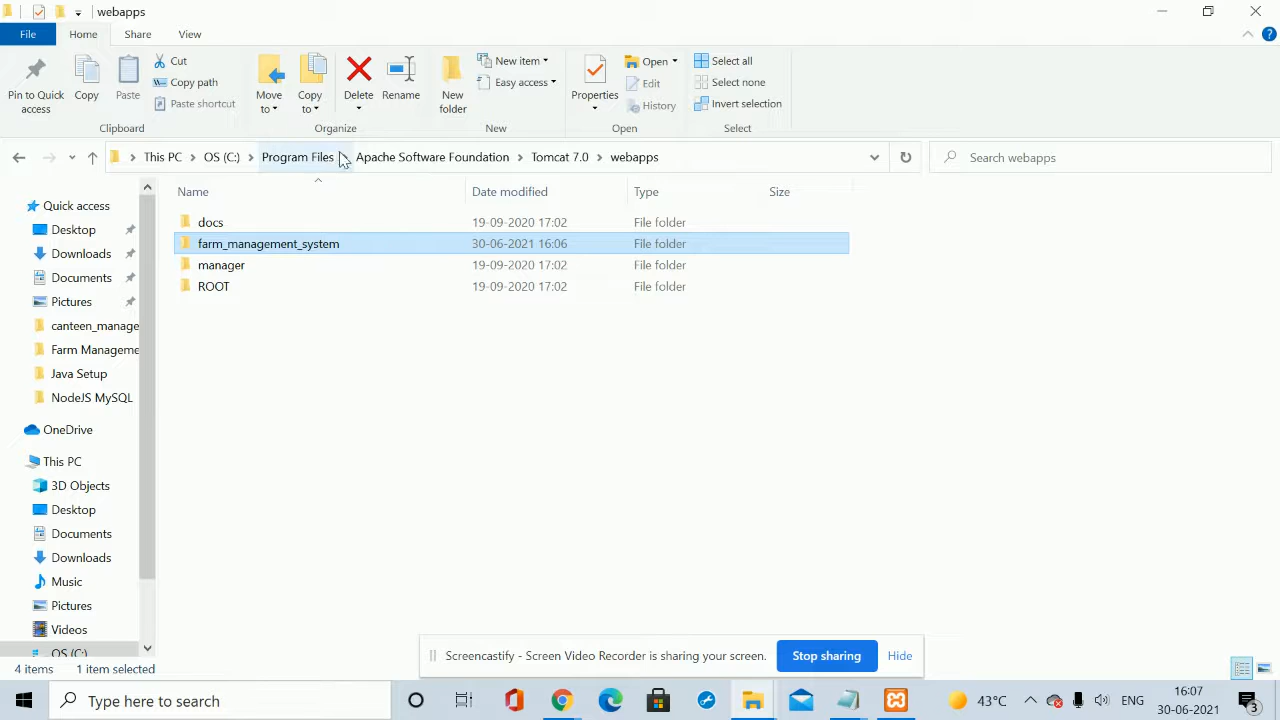 webapps
File Home Share View
Pin to Quick access
Copy
Paste
Cut
Copy path
Paste shortcut
Clipboard
Move to
Copy to
Delete
Rename
Organize
New folder
New item
Easy access
New
Properties
Open
Edit
History
Open
Select all
Select none
Invert selection
Select
This PC > OS (C:) > Program Files Apache Software Foundation > Tomcat 7.0 > webapps
Search webapps
Name Date modified Type Size
docs 19-09-2020 17:02 File folder
farm_management_system 30-06-2021 16:06 File folder
manager 19-09-2020 17:02 File folder
ROOT 19-09-2020 17:02 File folder
Quick access
Desktop
Downloads
Documents
Pictures
canteen_manage
Farm Manageme
Java Setup
NodeJS MySQL
OneDrive
This PC
3D Objects
Desktop
Documents
Downloads
Music
Pictures
Videos
OS (C:)
Screencastify - Screen Video Recorder is sharing your screen. Stop sharing Hide
4 items 1 item selected
Type here to search
43°C
ENG
16:07
30-06-2021
3